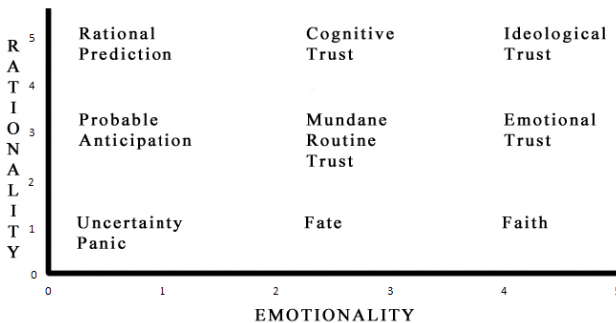 RATIONALITY
5
4
3
2
1
0
Rational Prediction
Cognitive Trust
Ideological Trust
Probable Anticipation
Mundane Routine Trust
Emotional Trust
Uncertainty Panic
Fate
Faith
0 1 2 3 4 5
EMOTIONALITY